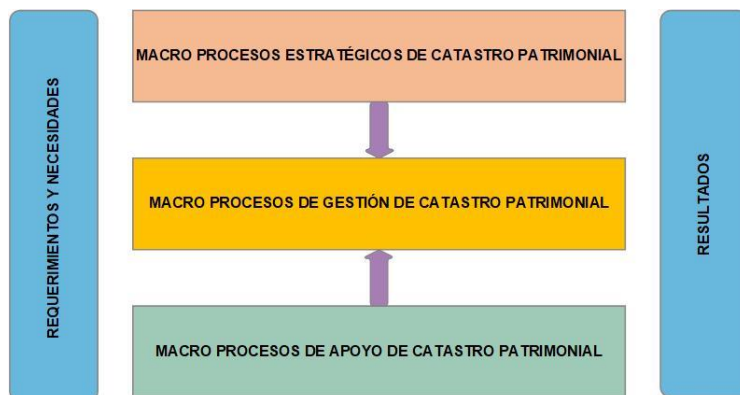 REQUERIMIENTOS Y NECESIDADES
MACRO PROCESOS ESTRATÉGICOS DE CATASTRO PATRIMONIAL
MACRO PROCESOS DE GESTIÓN DE CATASTRO PATRIMONIAL
MACRO PROCESOS DE APOYO DE CATASTRO PATRIMONIAL
RESULTADOS